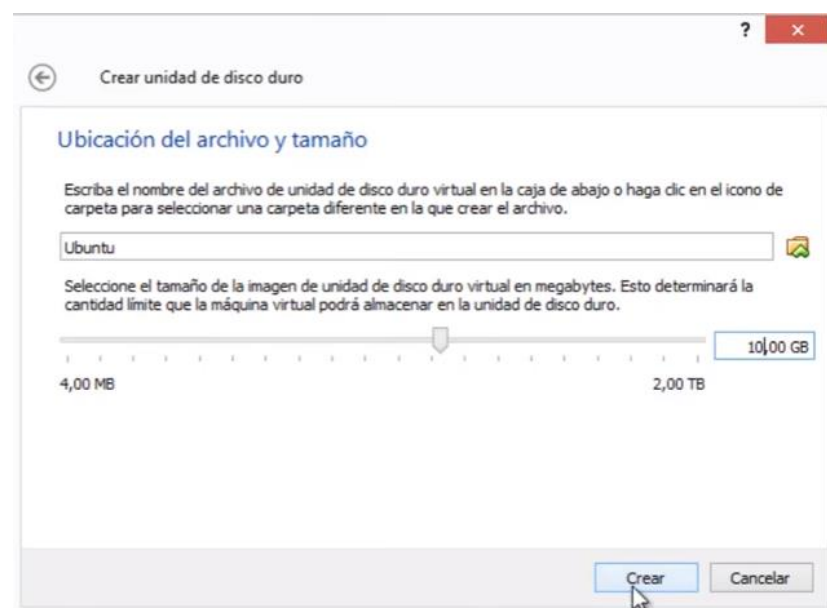 ?
Crear unidad de disco duro
Ubicación del archivo y tamaño
Escriba el nombre del archivo de unidad de disco duro virtual en la caja de abajo o haga clic en el icono de
carpeta para seleccionar una carpeta diferente en la que crear el archivo.
Ubuntu
Seleccione el tamaño de la imagen de unidad de disco duro virtual en megabytes. Esto determinará la
cantidad límite que la máquina virtual podrá almacenar en la unidad de disco duro.
10,00 GB
4,00 MB 2,00 TB
Crear Cancelar